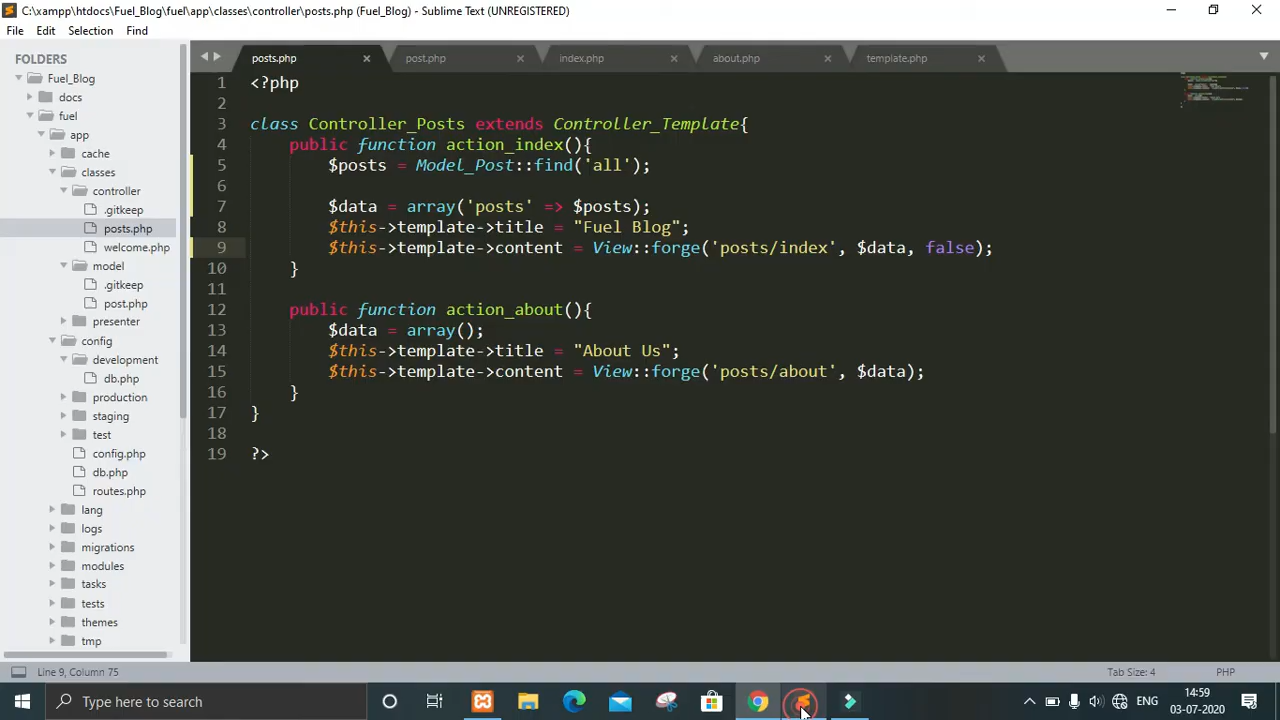 C:\xampp\htdocs\Fuel_Blog\fuel\app\classes\controller\posts.php (Fuel_Blog) - Sublime Text (UNREGISTERED)
File Edit Selection Find
FOLDERS
Fuel_Blog
docs
fuel
app
cache
classes
controller
.gitkeep
posts.php
welcome.php
model
.gitkeep
post.php
presenter
config
development
db.php
production
staging
test
config.php
db.php
routes.php
lang
logs
migrations
modules
tasks
tests
themes
tmp
posts.php post.php index.php about.php template.php
1 <?php
2
3 class Controller_Posts extends Controller_Template{
4 public function action_index(){
5 $posts = Model_Post::find('all');
6
7 $data = array('posts' => $posts);
8 $this->template->title = "Fuel Blog";
9 $this->template->content = View::forge('posts/index', $data, false);
10 }
11
12 public function action_about(){
13 $data = array();
14 $this->template->title = "About Us";
15 $this->template->content = View::forge('posts/about', $data);
16 }
17 }
18
19 ?>
Line 9, Column 75 Tab Size: 4 PHP
Type here to search
ENG
14:59
03-07-2020